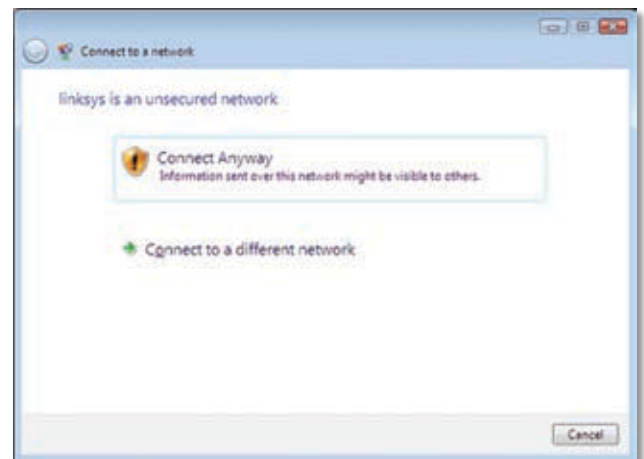 Connect to a network
linksys is an unsecured network
Connect Anyway
Information sent over this network might be visible to others.
Connect to a different network
Cancel